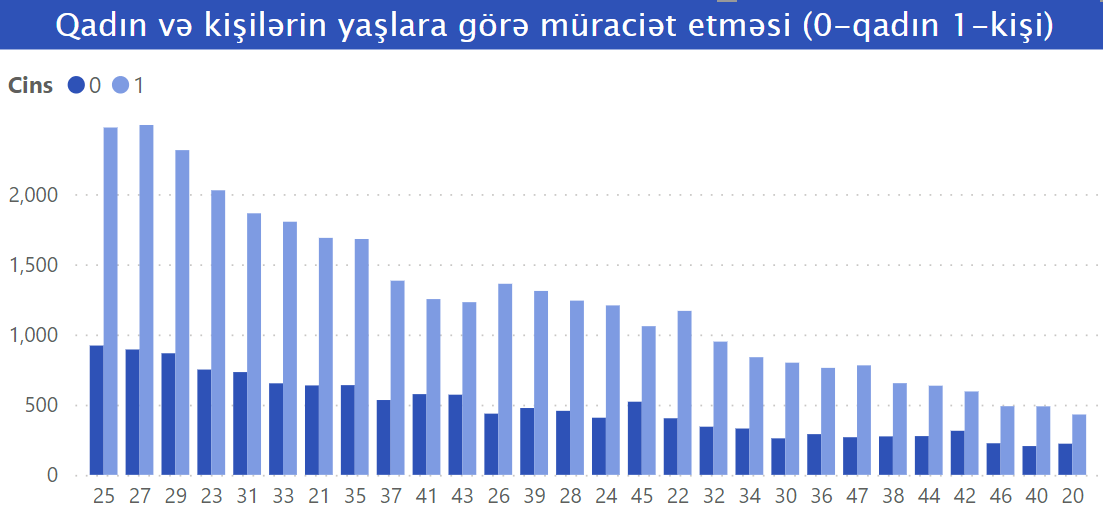 Qadın və kişilərin yaşlara görə müraciət etməsi (0-qadın 1-kişi)
Cins 0 1
2,000
1,500
1,000
500
0
25 27 29 23 31 33 21 35 37 41 43 26 39 28 24 45 22 32 34 30 36 47 38 44 42 46 40 20